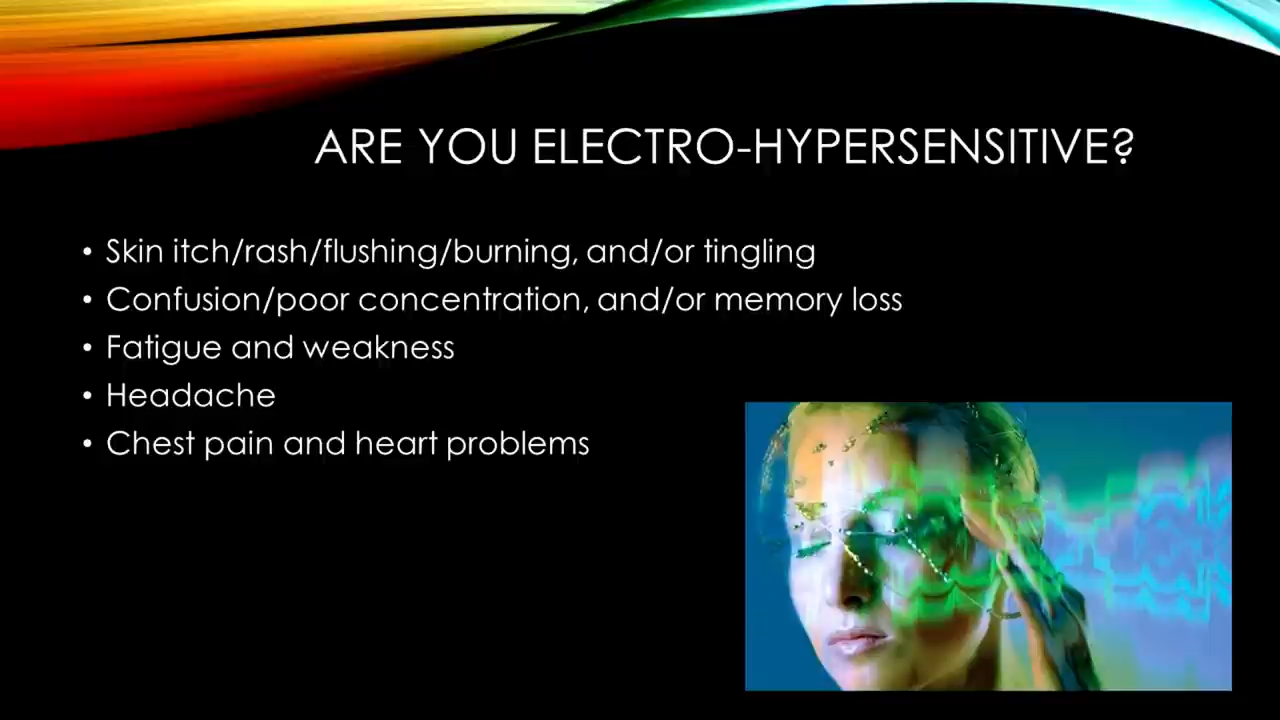 ARE YOU ELECTRO-HYPERSENSITIVE?
• Skin itch/rash/flushing/burning, and/or tingling
• Confusion/poor concentration, and/or memory loss
• Fatigue and weakness
• Headache
• Chest pain and heart problems